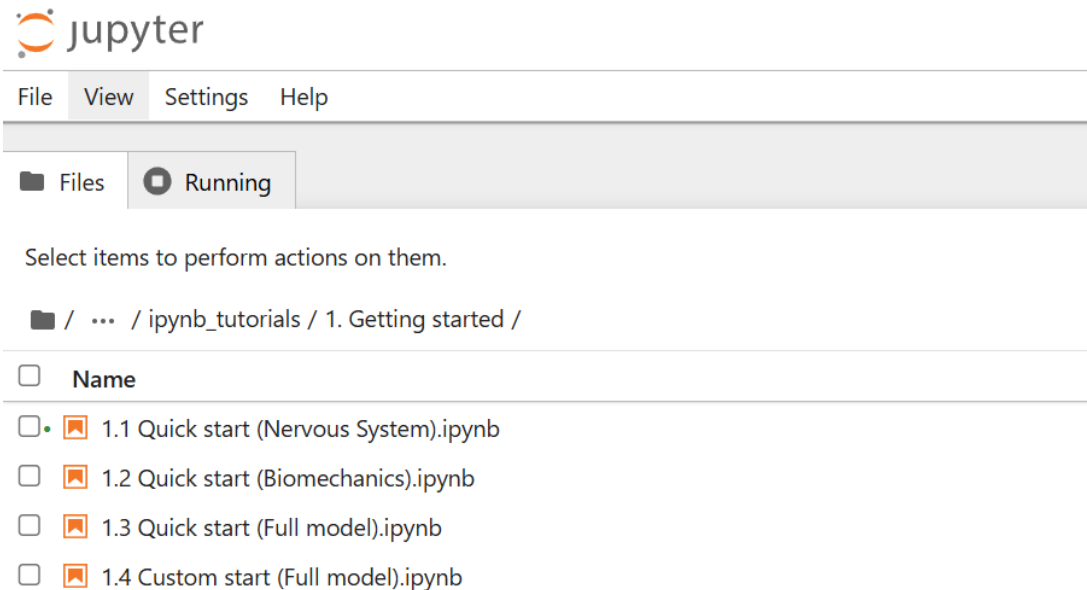 jupyter
File View Settings Help
Files Running
Select items to perform actions on them.
/ ··· / ipynb_tutorials / 1. Getting started /
Name
1.1 Quick start (Nervous System).ipynb
1.2 Quick start (Biomechanics).ipynb
1.3 Quick start (Full model).ipynb
1.4 Custom start (Full model).ipynb